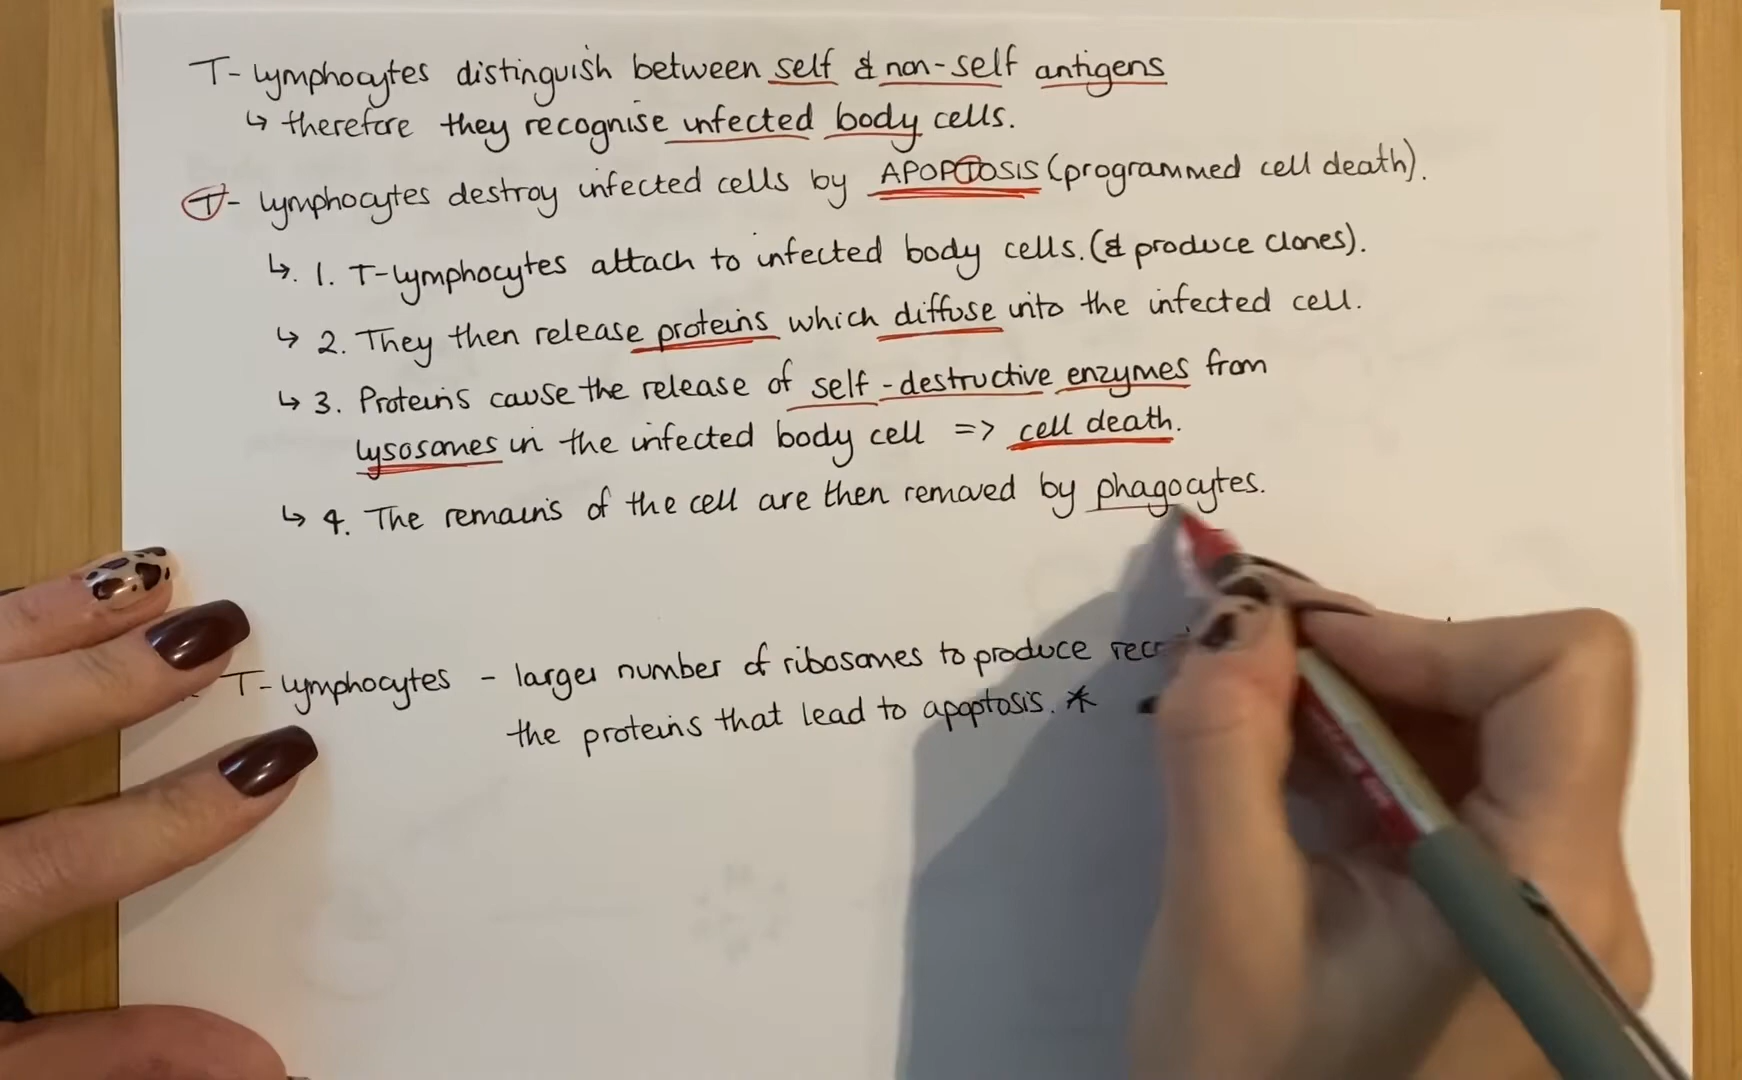 T-lymphocytes distinguish between self & non-self antigens
↳ therefore they recognise infected body cells.
T- lymphocytes destroy infected cells by APOPTOSIS (programmed cell death).
↳ 1. T-lymphocytes attach to infected body cells. (& produce clones).
↳ 2. They then release proteins which diffuse into the infected cell.
↳ 3. Proteins cause the release of self-destructive enzymes from
lysosomes in the infected body cell => cell death.
↳ 4. The remains of the cell are then removed by phagocytes.
T-lymphocytes - larger number of ribosomes to produce
the proteins that lead to apoptosis. *